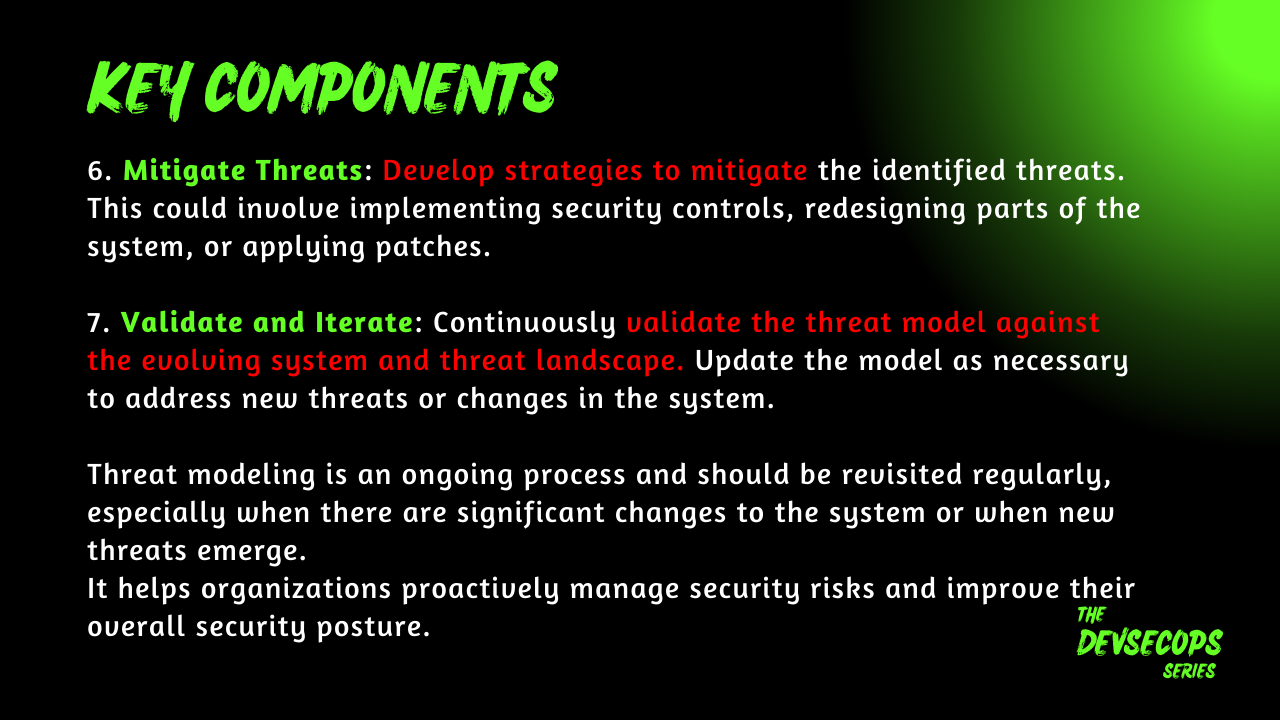 KEY COMPONENTS
6. Mitigate Threats: Develop strategies to mitigate the identified threats.
This could involve implementing security controls, redesigning parts of the
system, or applying patches.
7. Validate and Iterate: Continuously validate the threat model against
the evolving system and threat landscape. Update the model as necessary
to address new threats or changes in the system.
Threat modeling is an ongoing process and should be revisited regularly,
especially when there are significant changes to the system or when new
threats emerge.
It helps organizations proactively manage security risks and improve their
overall security posture.
THE
DEVSECOPS
SERIES